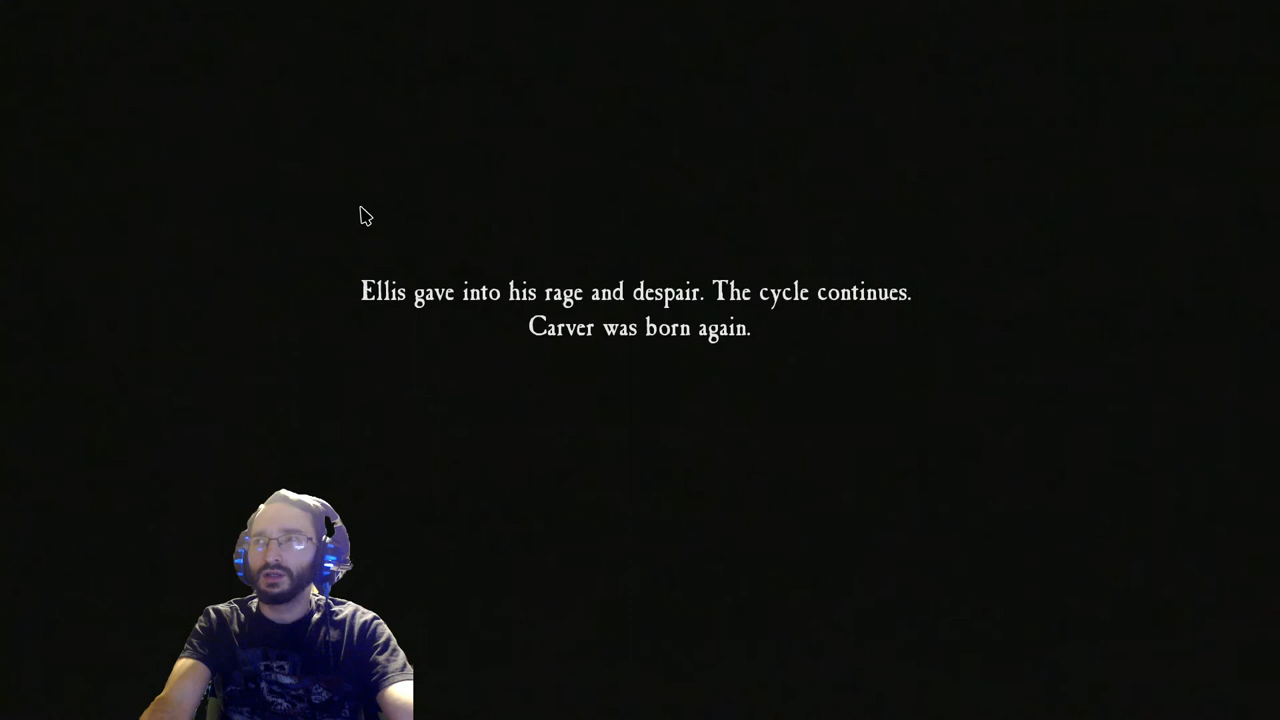 Ellis gave into his rage and despair. The cycle continues.
Carver was born again.